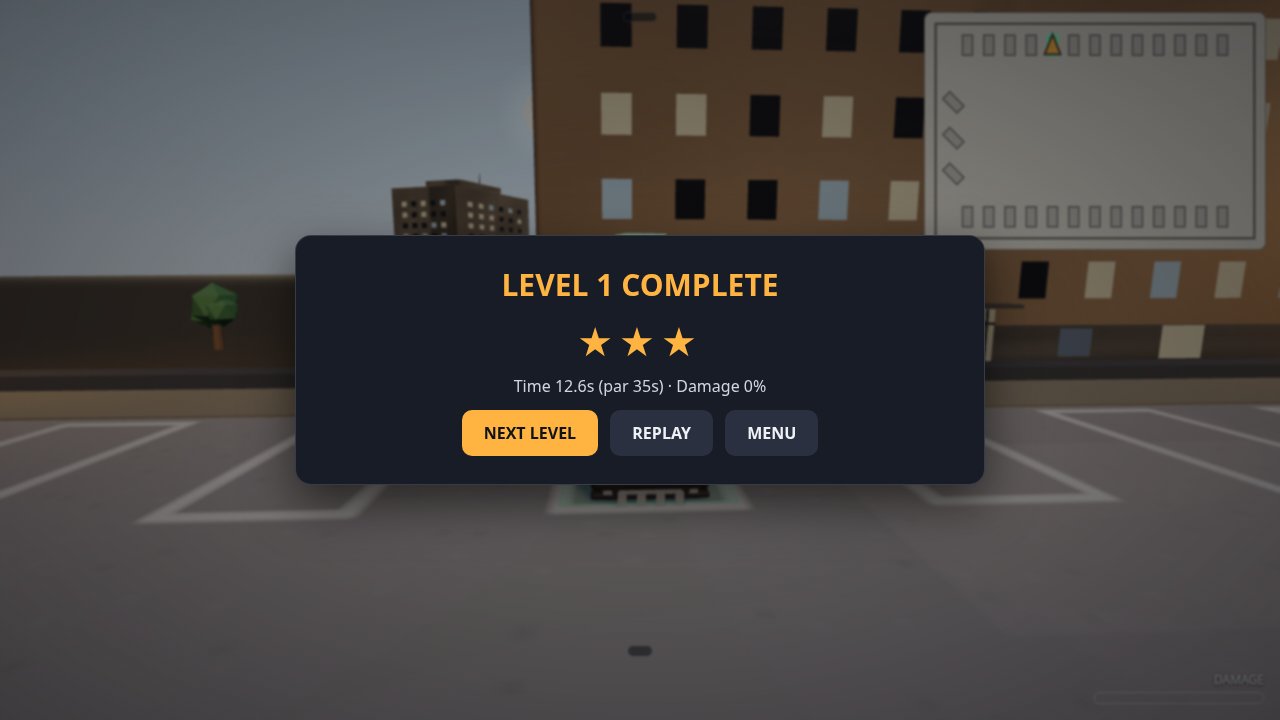 LEVEL 1 COMPLETE
★ ★ ★
Time 12.6s (par 35s) · Damage 0%
NEXT LEVEL REPLAY MENU
DAMAGE